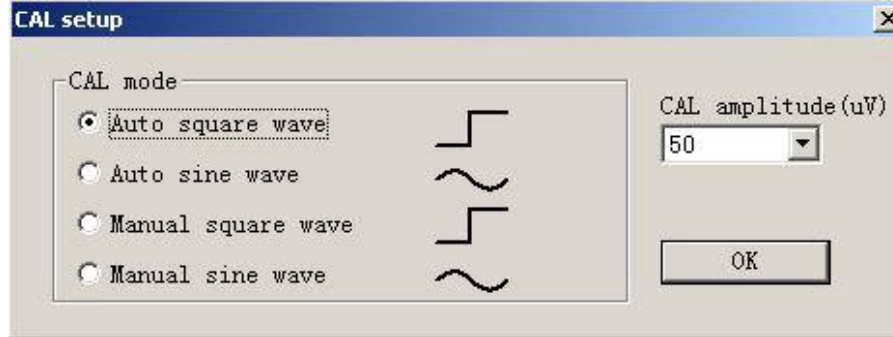 CAL setup
CAL mode
Auto square wave
Auto sine wave
Manual square wave
Manual sine wave
CAL amplitude(uV)
50
OK